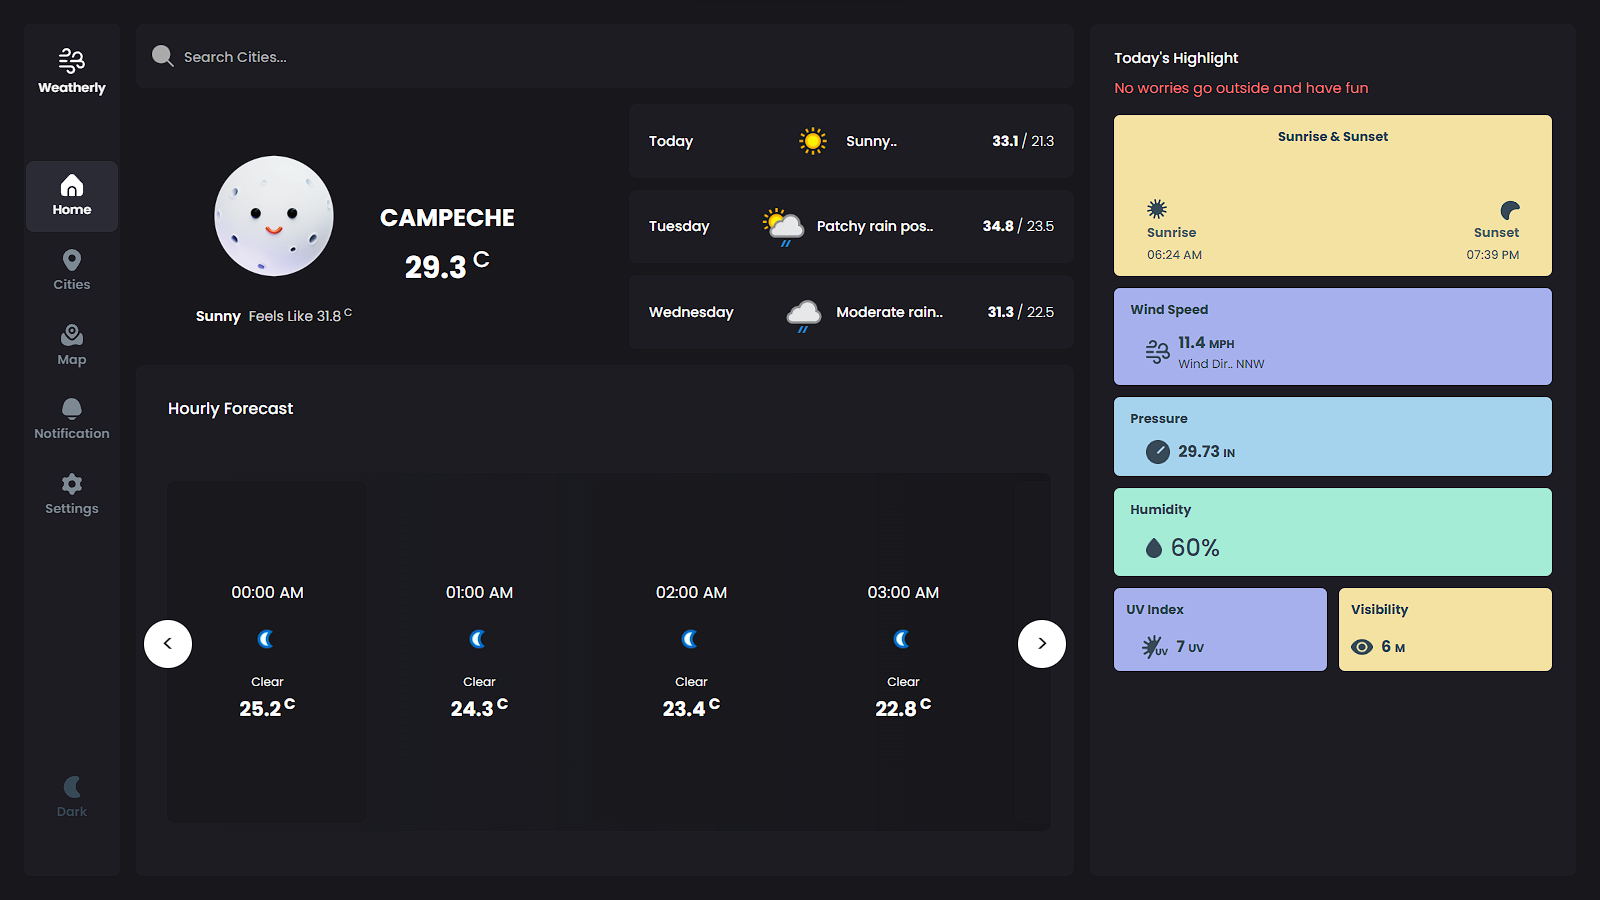 Weatherly
Home
Cities
Map
Notification
Settings
Dark
Search Cities...
CAMPECHE
29.3 C
Sunny Feels Like 31.8 C
Today Sunny.. 33.1 / 21.3
Tuesday Patchy rain pos.. 34.8 / 23.5
Wednesday Moderate rain.. 31.3 / 22.5
Hourly Forecast
00:00 AM 01:00 AM 02:00 AM 03:00 AM
Clear Clear Clear Clear
25.2 C 24.3 C 23.4 C 22.8 C
< >
Today's Highlight
No worries go outside and have fun
Sunrise & Sunset
Sunrise Sunset
06:24 AM 07:39 PM
Wind Speed
11.4 MPH
Wind Dir.. NNW
Pressure
29.73 IN
Humidity
60%
UV Index
UV 7 UV
Visibility
6 M